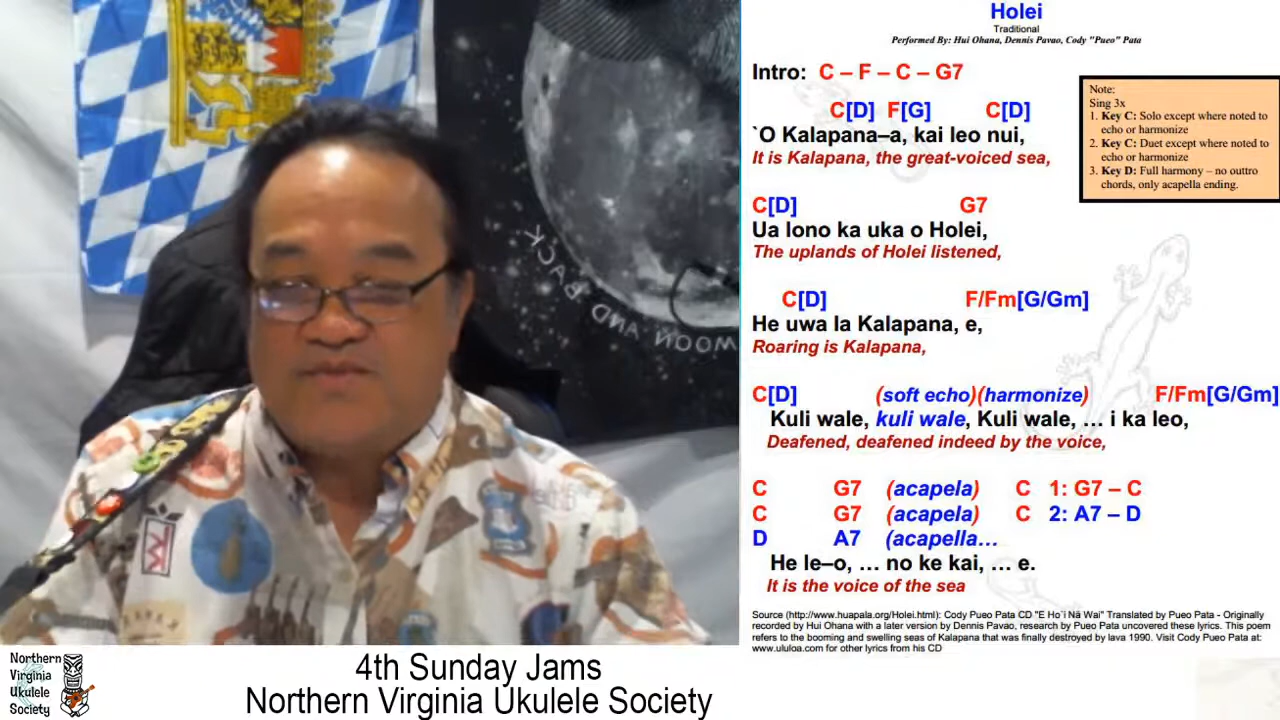 Holei
Traditional
Performed By: Hui Ohana, Dennis Pavao, Cody "Pueo" Pata
Intro: C – F – C – G7
Note:
Sing 3x
1. Key C: Solo except where noted to
echo or harmonize
2. Key C: Duet except where noted to
echo or harmonize
3. Key D: Full harmony – no outtro
chords, only acapella ending.
C[D] F[G] C[D]
`O Kalapana–a, kai leo nui,
It is Kalapana, the great-voiced sea,
C[D] G7
Ua lono ka uka o Holei,
The uplands of Holei listened,
C[D] F/Fm[G/Gm]
He uwa la Kalapana, e,
Roaring is Kalapana,
C[D] (soft echo)(harmonize) F/Fm[G/Gm]
Kuli wale, kuli wale, Kuli wale, … i ka leo,
Deafened, deafened indeed by the voice,
C G7 (acapela) C 1: G7 – C
C G7 (acapela) C 2: A7 – D
D A7 (acapella…
He le–o, … no ke kai, … e.
It is the voice of the sea
Source (http://www.huapala.org/Holei.html): Cody Pueo Pata CD "E Ho`i Nā Wai" Translated by Pueo Pata - Originally
recorded by Hui Ohana with a later version by Dennis Pavao, research by Pueo Pata uncovered these lyrics. This poem
refers to the booming and swelling seas of Kalapana that was finally destroyed by lava 1990. Visit Cody Pueo Pata at:
www.ululoa.com for other lyrics from his CD
MOON AND BACK
Northern
Virginia
Ukulele
Society
4th Sunday Jams
Northern Virginia Ukulele Society